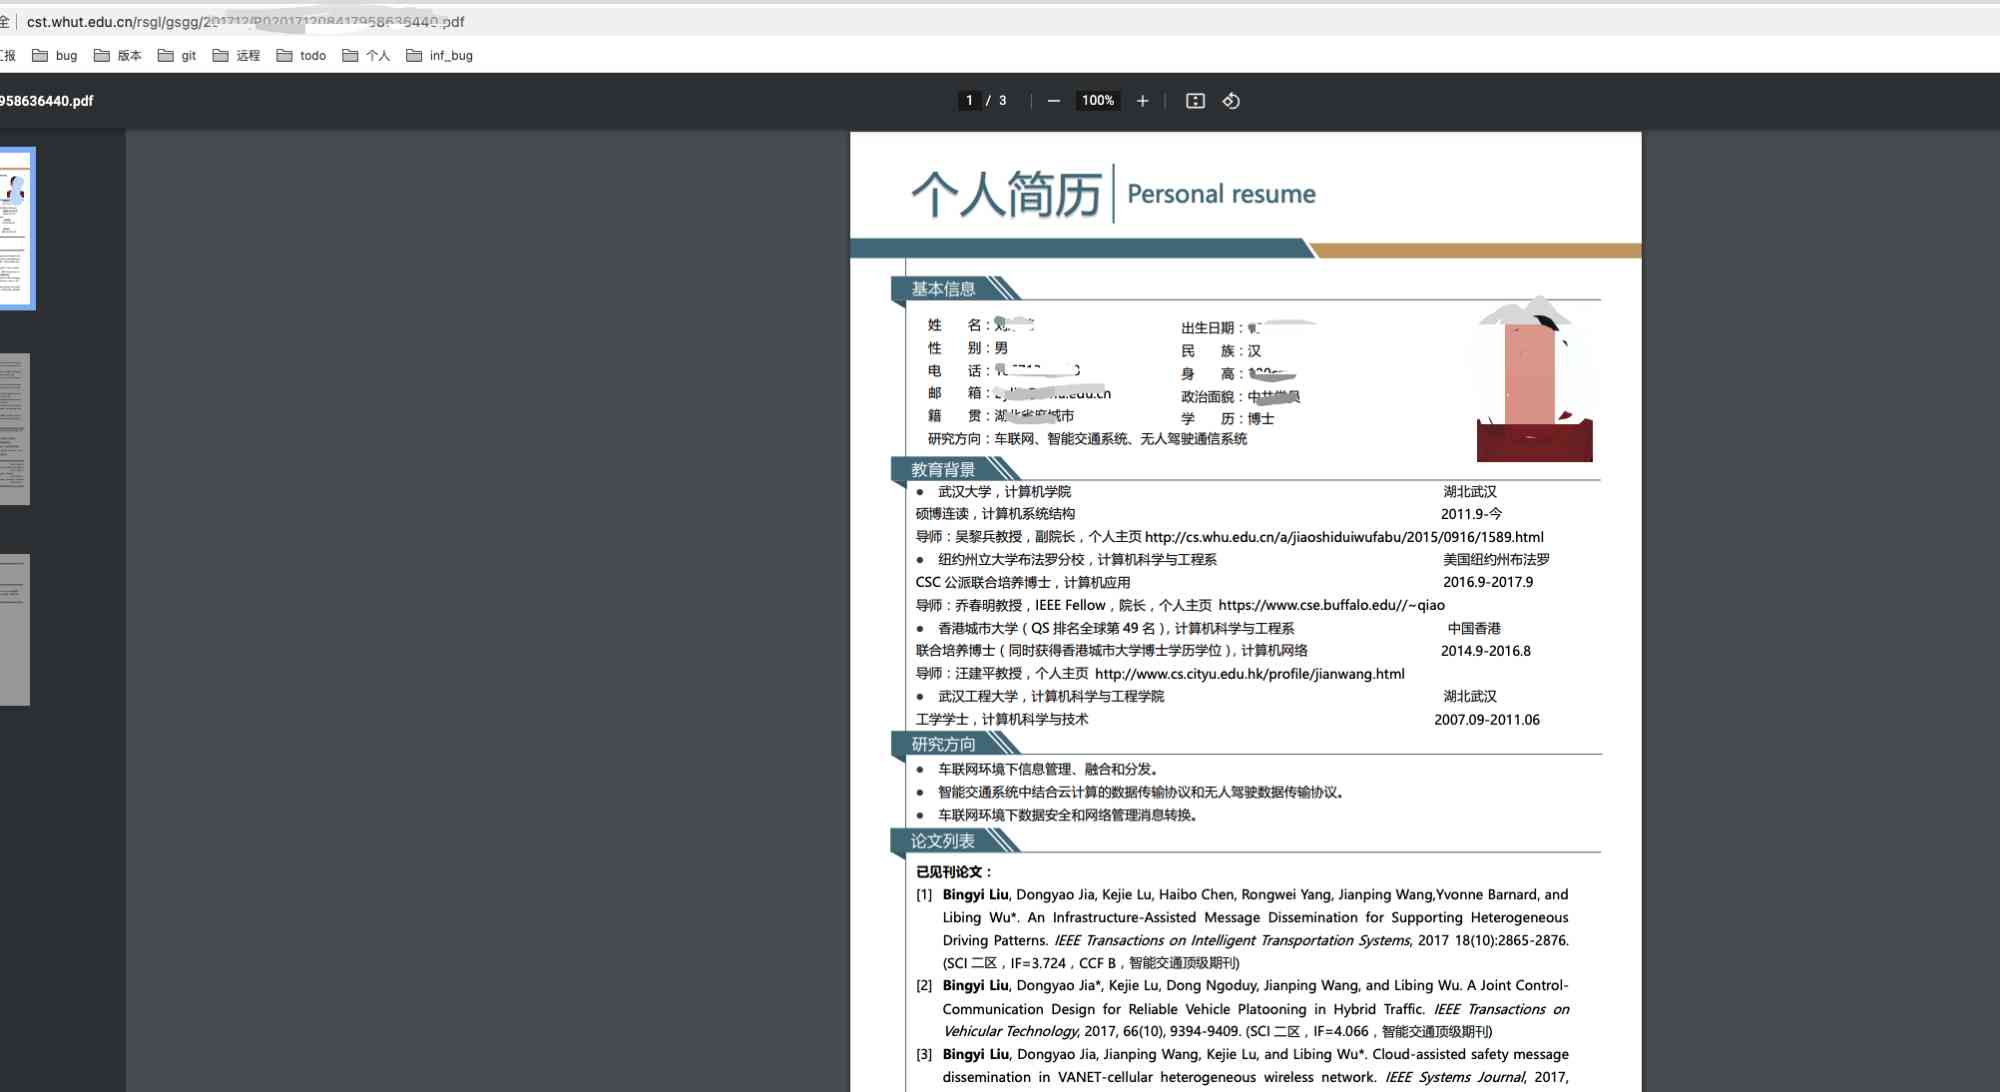 全 cst.whut.edu.cn/rsgl/gsgg/201712/P020171208417958636440.pdf
汇报 bug 版本 git 远程 todo 个人 inf_bug
958636440.pdf 1 / 3 100%
个人简历 Personal resume
基本信息
姓 名：刘
出生日期：
性 别：男
民 族：汉
电 话：
身 高：
邮 箱：
政治面貌：中共党员
籍 贯：湖北省麻城市
学 历：博士
研究方向：车联网、智能交通系统、无人驾驶通信系统
教育背景
● 武汉大学，计算机学院 湖北武汉
硕博连读，计算机系统结构 2011.9-今
导师：吴黎兵教授，副院长，个人主页 http://cs.whu.edu.cn/a/jiaoshiduiwufabu/2015/0916/1589.html
● 纽约州立大学布法罗分校，计算机科学与工程系 美国纽约州布法罗
CSC 公派联合培养博士，计算机应用 2016.9-2017.9
导师：乔春明教授，IEEE Fellow，院长，个人主页 https://www.cse.buffalo.edu//~qiao
● 香港城市大学（QS 排名全球第 49 名），计算机科学与工程系 中国香港
联合培养博士（同时获得香港城市大学博士学历学位），计算机网络 2014.9-2016.8
导师：汪建平教授，个人主页 http://www.cs.cityu.edu.hk/profile/jianwang.html
● 武汉工程大学，计算机科学与工程学院 湖北武汉
工学学士，计算机科学与技术 2007.09-2011.06
研究方向
● 车联网环境下信息管理、融合和分发。
● 智能交通系统中结合云计算的数据传输协议和无人驾驶数据传输协议。
● 车联网环境下数据安全和网络管理消息转换。
论文列表
已见刊论文：
[1] Bingyi Liu, Dongyao Jia, Kejie Lu, Haibo Chen, Rongwei Yang, Jianping Wang,Yvonne Barnard, and
Libing Wu*. An Infrastructure-Assisted Message Dissemination for Supporting Heterogeneous
Driving Patterns. IEEE Transactions on Intelligent Transportation Systems, 2017 18(10):2865-2876.
(SCI 二区，IF=3.724，CCF B，智能交通顶级期刊)
[2] Bingyi Liu, Dongyao Jia*, Kejie Lu, Dong Ngoduy, Jianping Wang, and Libing Wu. A Joint Control-
Communication Design for Reliable Vehicle Platooning in Hybrid Traffic. IEEE Transactions on
Vehicular Technology, 2017, 66(10), 9394-9409. (SCI 二区，IF=4.066，智能交通顶级期刊)
[3] Bingyi Liu, Dongyao Jia, Jianping Wang, Kejie Lu, and Libing Wu*. Cloud-assisted safety message
dissemination in VANET-cellular heterogeneous wireless network. IEEE Systems Journal, 2017,